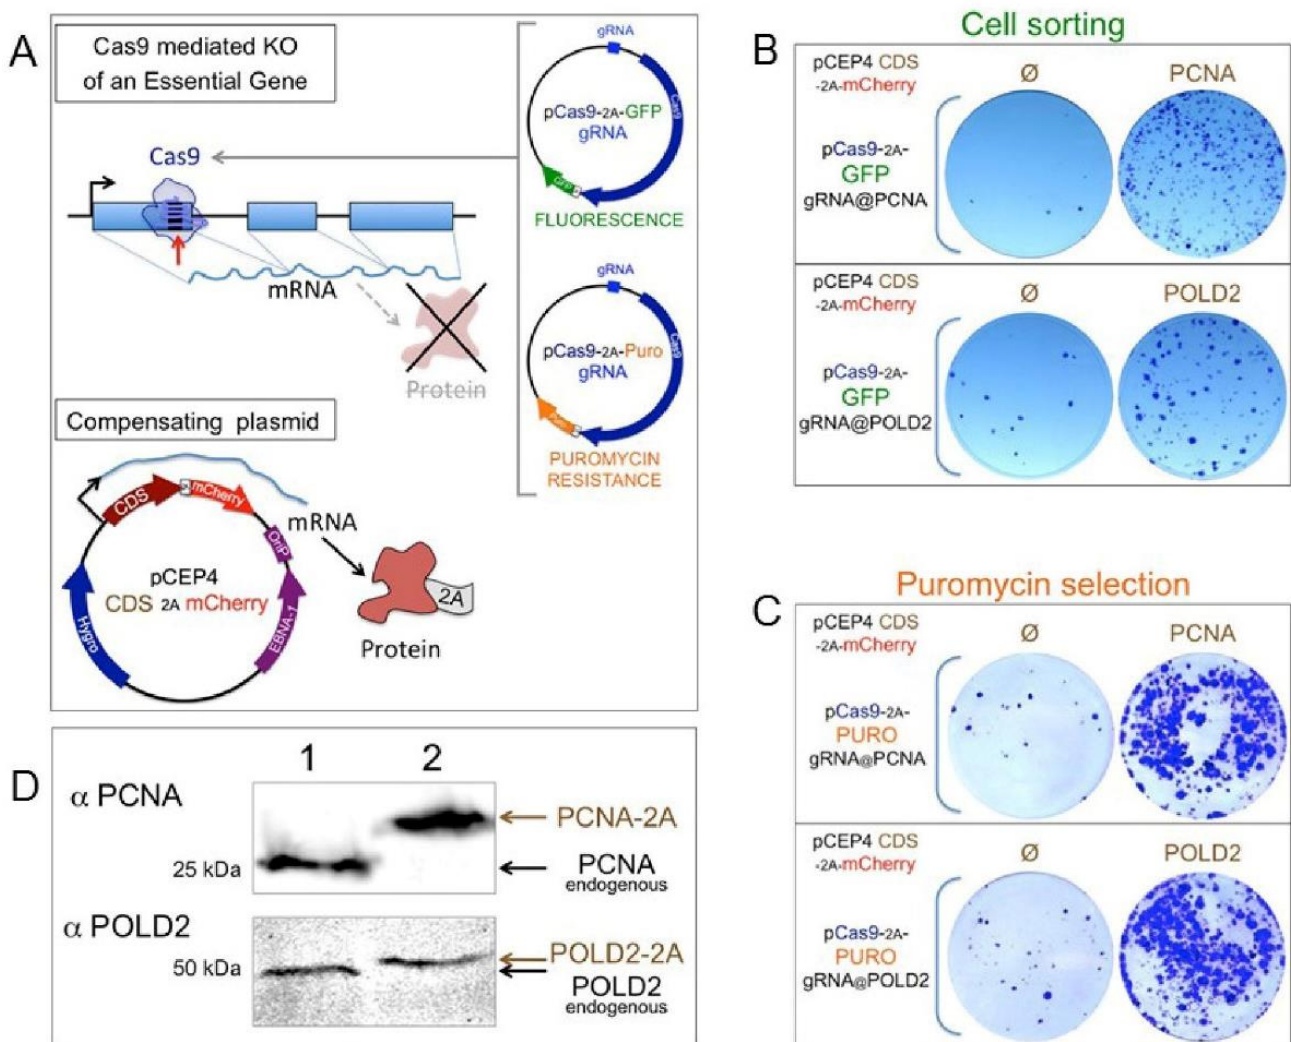 A
Cas9 mediated KO
of an Essential Gene
Cas9
mRNA
Protein
gRNA
Cas9
pCas9-2A-GFP
gRNA
GFP
FLUORESCENCE
gRNA
Cas9
pCas9-2A-Puro
gRNA
Puro
PUROMYCIN
RESISTANCE
Compensating plasmid
CDS
mCherry
OriP
EBNA-1
Hygro
pCEP4
CDS 2A mCherry
mRNA
2A
Protein
B
Cell sorting
pCEP4 CDS
-2A-mCherry
Ø
PCNA
pCas9-2A-
GFP
gRNA@PCNA
pCEP4 CDS
-2A-mCherry
Ø
POLD2
pCas9-2A-
GFP
gRNA@POLD2
C
Puromycin selection
pCEP4 CDS
-2A-mCherry
Ø
PCNA
pCas9-2A-
PURO
gRNA@PCNA
pCEP4 CDS
-2A-mCherry
Ø
POLD2
pCas9-2A-
PURO
gRNA@POLD2
D
1 2
α PCNA
PCNA-2A
25 kDa
PCNA
endogenous
α POLD2
POLD2-2A
50 kDa
POLD2
endogenous